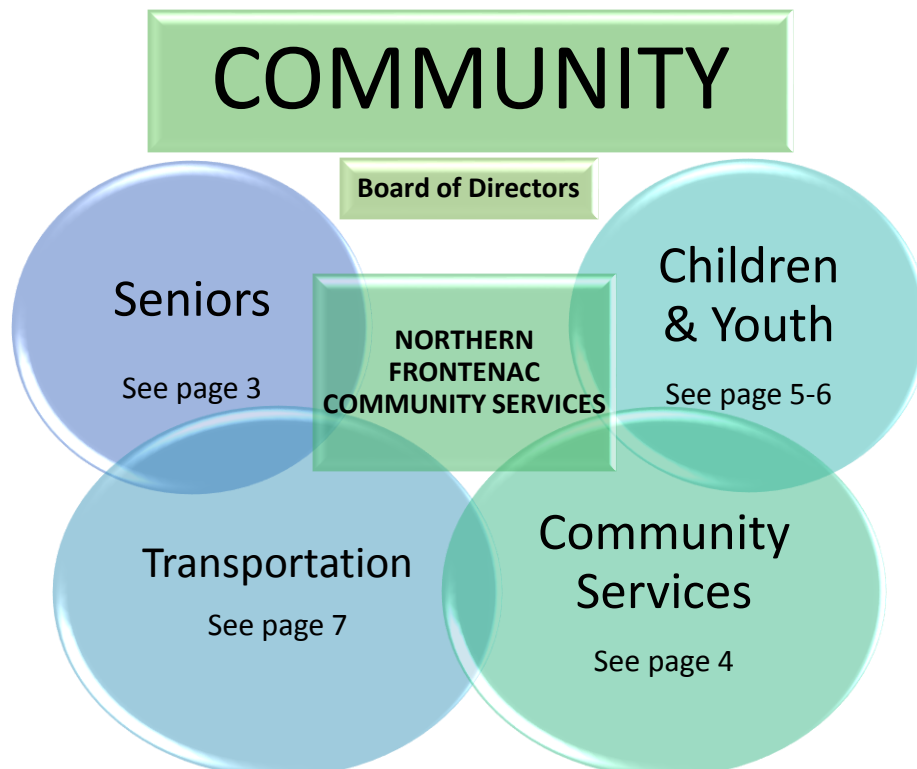 COMMUNITY
Board of Directors
Seniors
See page 3
NORTHERN
FRONTENAC
COMMUNITY SERVICES
Children
& Youth
See page 5-6
Transportation
See page 7
Community
Services
See page 4